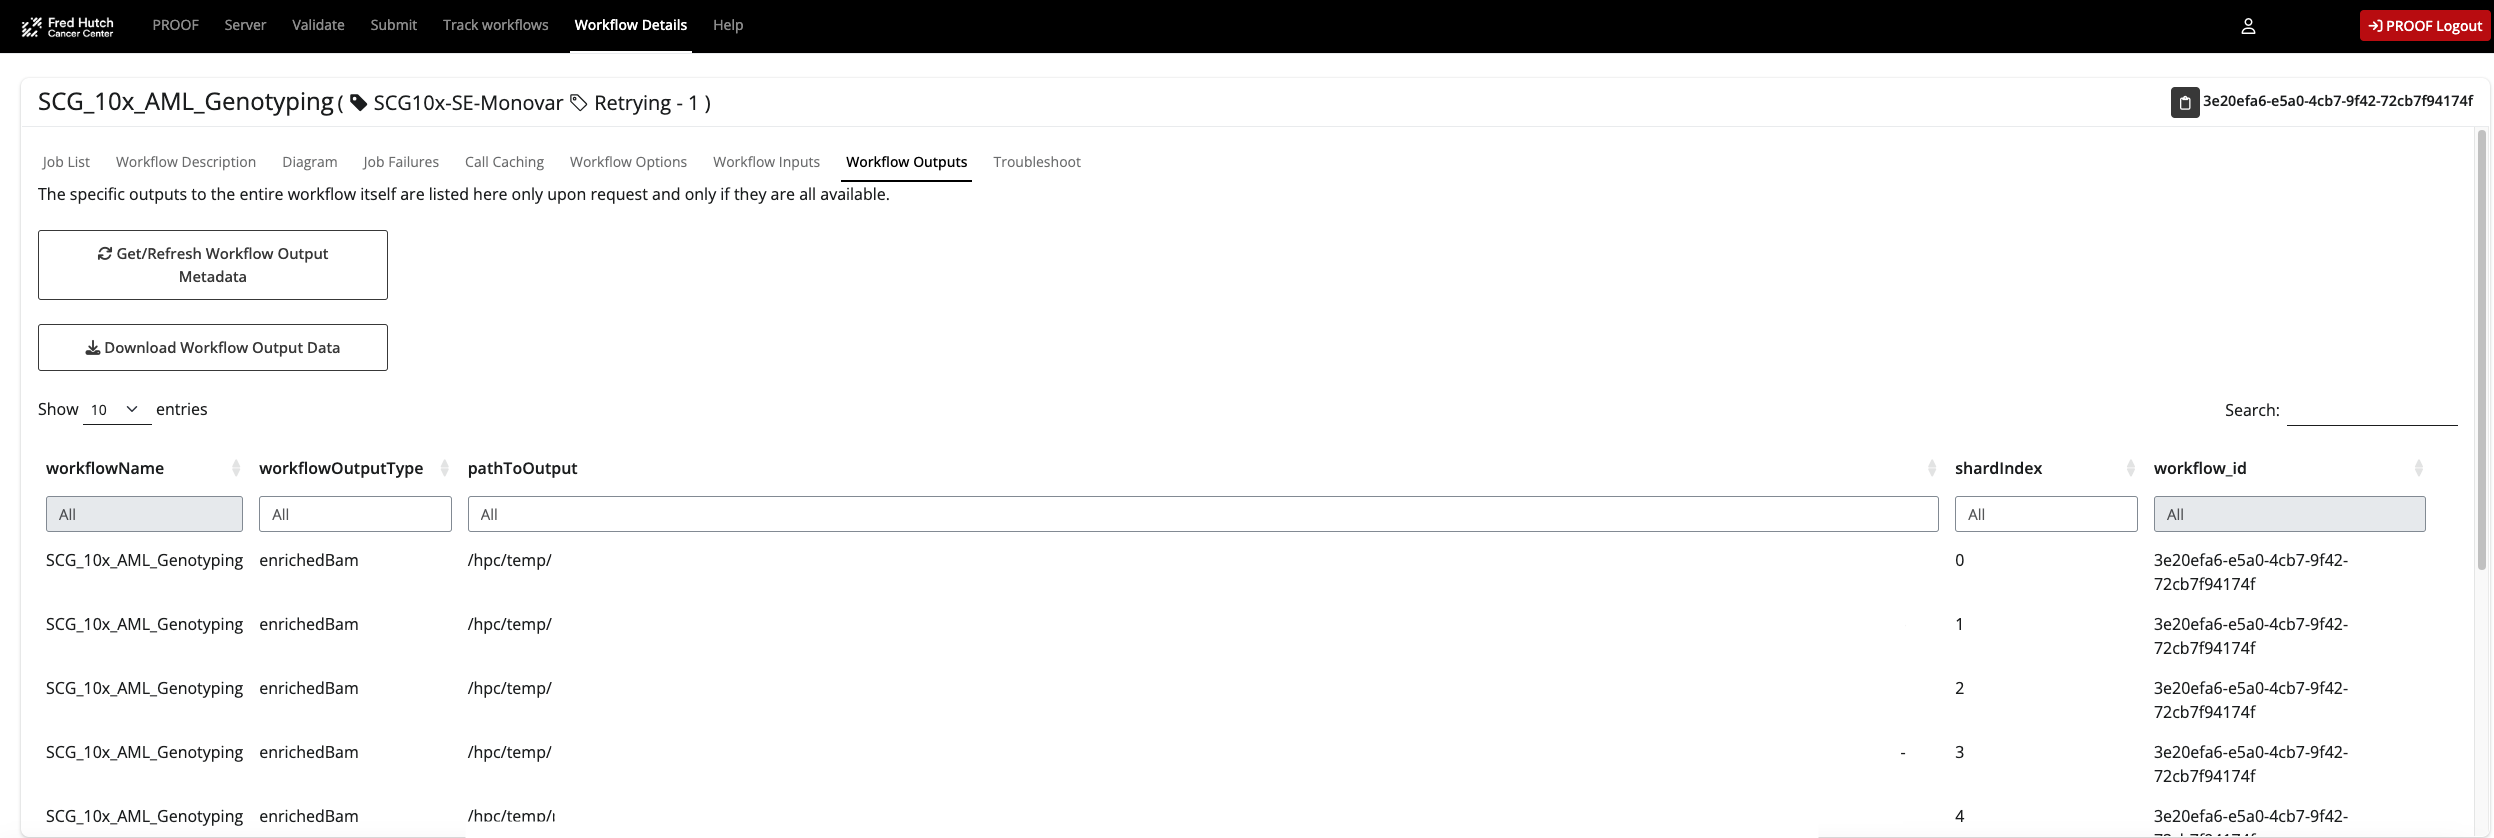 Fred Hutch
Cancer Center
PROOF Server Validate Submit Track workflows Workflow Details Help
PROOF Logout
SCG_10x_AML_Genotyping ( SCG10x-SE-Monovar Retrying - 1 )
3e20efa6-e5a0-4cb7-9f42-72cb7f94174f
Job List Workflow Description Diagram Job Failures Call Caching Workflow Options Workflow Inputs Workflow Outputs Troubleshoot
The specific outputs to the entire workflow itself are listed here only upon request and only if they are all available.
Get/Refresh Workflow Output
Metadata
Download Workflow Output Data
Show 10 entries
Search:
workflowName workflowOutputType pathToOutput shardIndex workflow_id
All All All All All
SCG_10x_AML_Genotyping enrichedBam /hpc/temp/ 0 3e20efa6-e5a0-4cb7-9f42-
72cb7f94174f
SCG_10x_AML_Genotyping enrichedBam /hpc/temp/ 1 3e20efa6-e5a0-4cb7-9f42-
72cb7f94174f
SCG_10x_AML_Genotyping enrichedBam /hpc/temp/ 2 3e20efa6-e5a0-4cb7-9f42-
72cb7f94174f
SCG_10x_AML_Genotyping enrichedBam /hpc/temp/ - 3 3e20efa6-e5a0-4cb7-9f42-
72cb7f94174f
SCG_10x_AML_Genotyping enrichedBam /hpc/temp/ 4 3e20efa6-e5a0-4cb7-9f42-